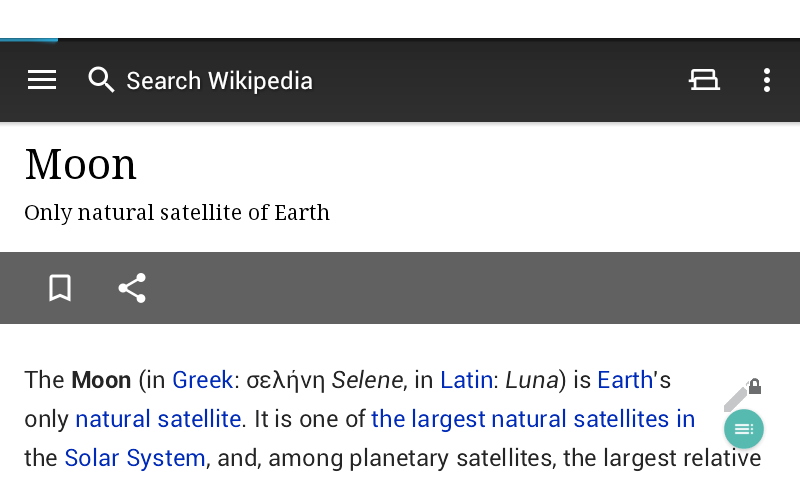 Search Wikipedia
Moon
Only natural satellite of Earth
The Moon (in Greek: σελήνη Selene, in Latin: Luna) is Earth's
only natural satellite. It is one of the largest natural satellites in
the Solar System, and, among planetary satellites, the largest relative